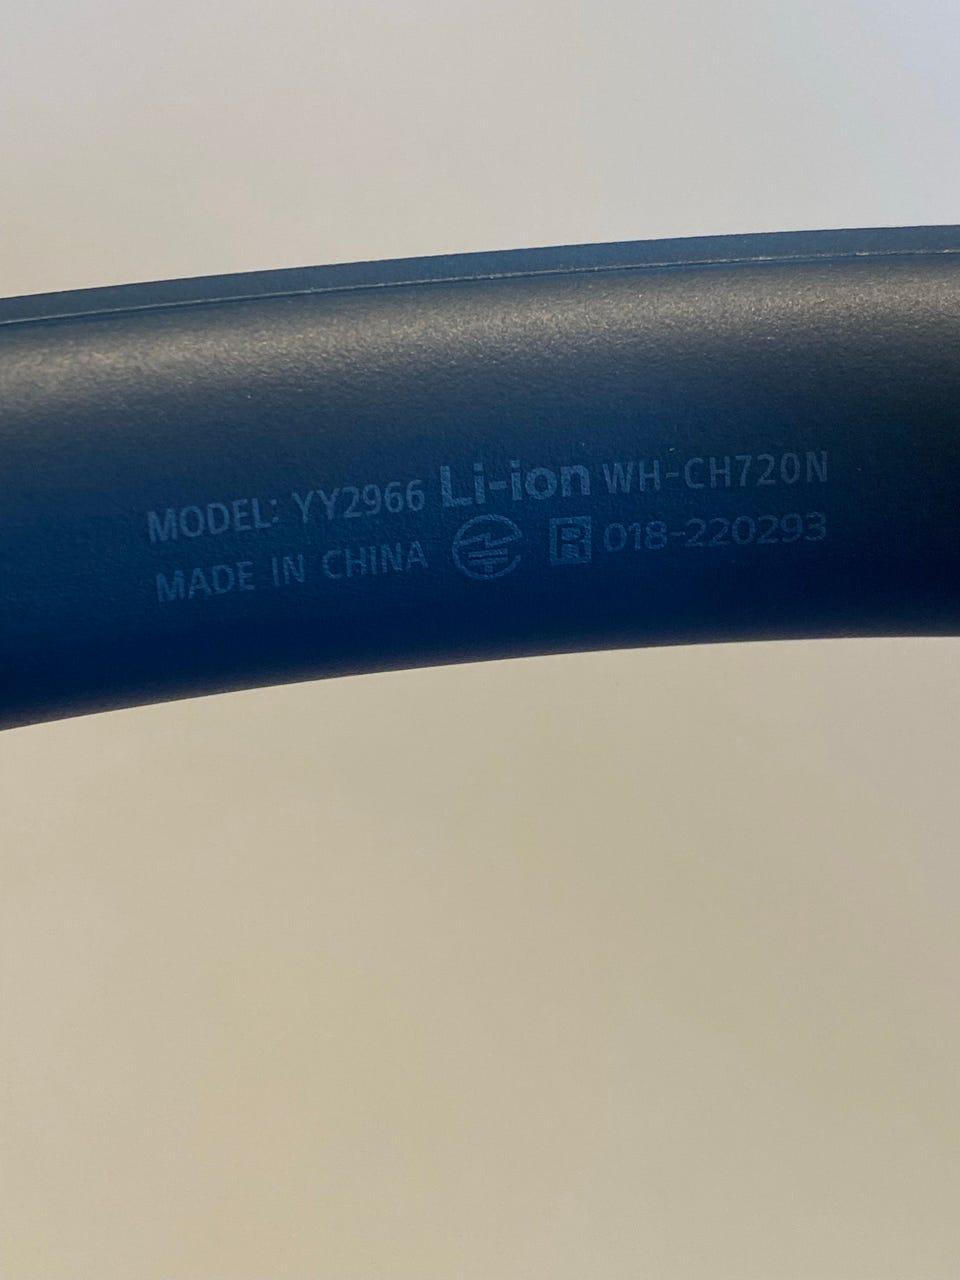 MODEL: YY2966 Li-ion WH-CH720N
MADE IN CHINA R 018-220293